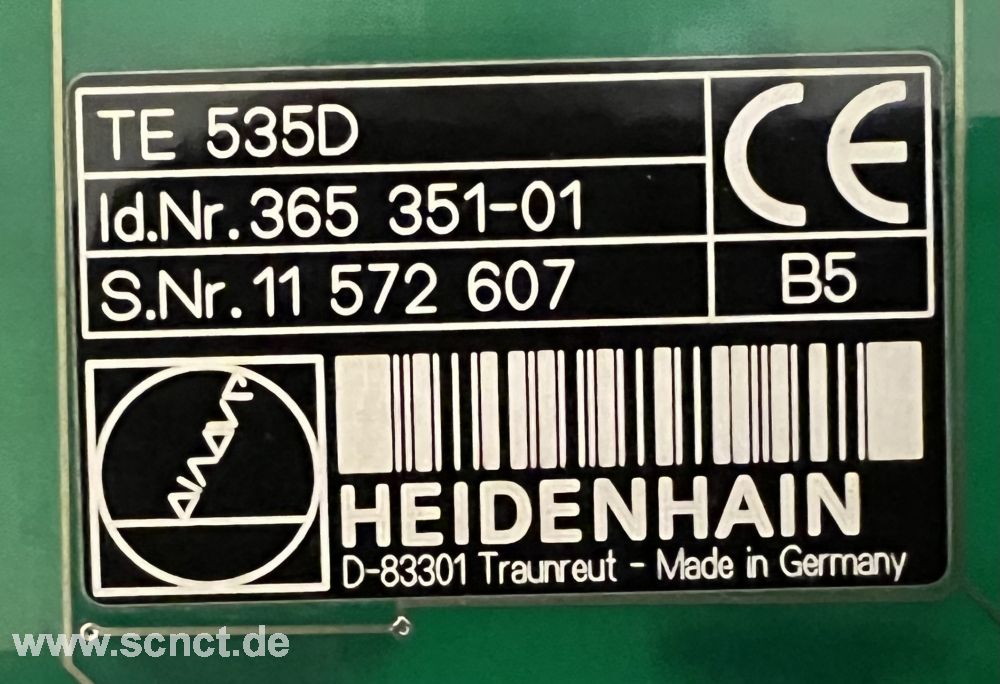 TE 535D
Id.Nr. 365 351-01
S.Nr. 11 572 607
CE
B5
HEIDENHAIN
D-83301 Traunreut - Made in Germany
www.scnct.de